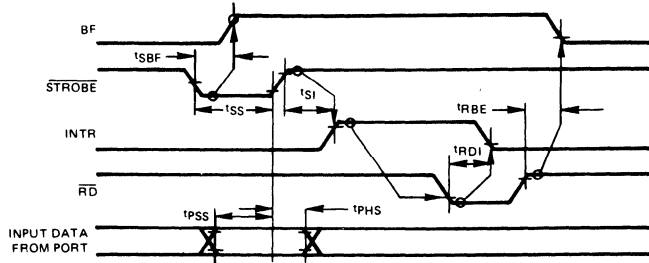 BF
tSBF
STROBE
tSS
tSI
tRBE
INTR
tRDI
RD
tPSS
tPHS
INPUT DATA
FROM PORT